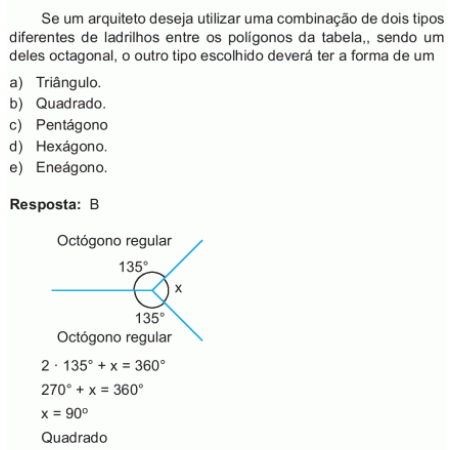 Se um arquiteto deseja utilizar uma combinação de dois tipos
diferentes de ladrilhos entre os polígonos da tabela,, sendo um
deles octagonal, o outro tipo escolhido deverá ter a forma de um
a) Triângulo.
b) Quadrado.
c) Pentágono
d) Hexágono.
e) Eneágono.
Resposta: B
Octógono regular
135°
x
135°
Octógono regular
2 · 135° + x = 360°
270° + x = 360°
x = 90º
Quadrado